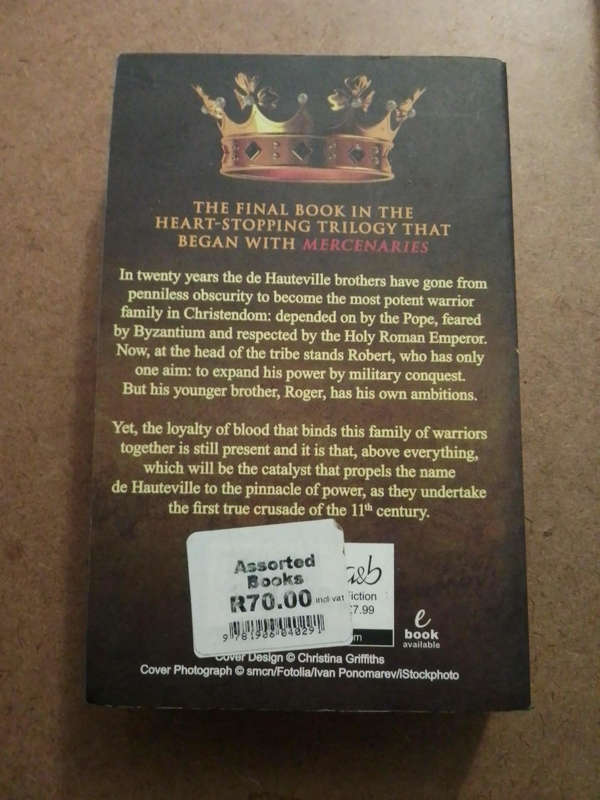 THE FINAL BOOK IN THE
HEART-STOPPING TRILOGY THAT
BEGAN WITH MERCENARIES
In twenty years the de Hauteville brothers have gone from
penniless obscurity to become the most potent warrior
family in Christendom: depended on by the Pope, feared
by Byzantium and respected by the Holy Roman Emperor.
Now, at the head of the tribe stands Robert, who has only
one aim: to expand his power by military conquest.
But his younger brother, Roger, has his own ambitions.
Yet, the loyalty of blood that binds this family of warriors
together is still present and it is that, above everything,
which will be the catalyst that propels the name
de Hauteville to the pinnacle of power, as they undertake
the first true crusade of the 11th century.
Assorted
Books
R70.00 incl vat
9 781906 040291
a&b
iction
£7.99
om
e
book
available
Cover Design © Christina Griffiths
Cover Photograph © smcn/Fotolia/Ivan Ponomarev/iStockphoto